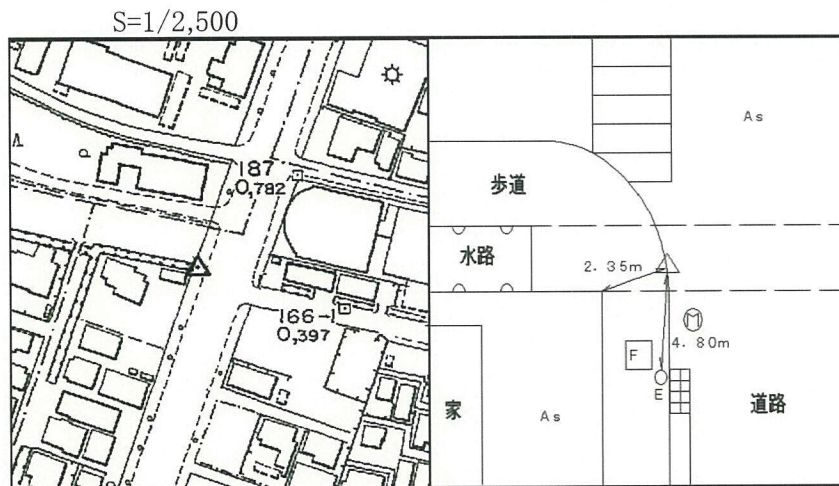 S=1/2,500
187
0,782
166-1
0,397
As
歩道
水路
2.35m
M
4.80m
F
E
家
As
道路